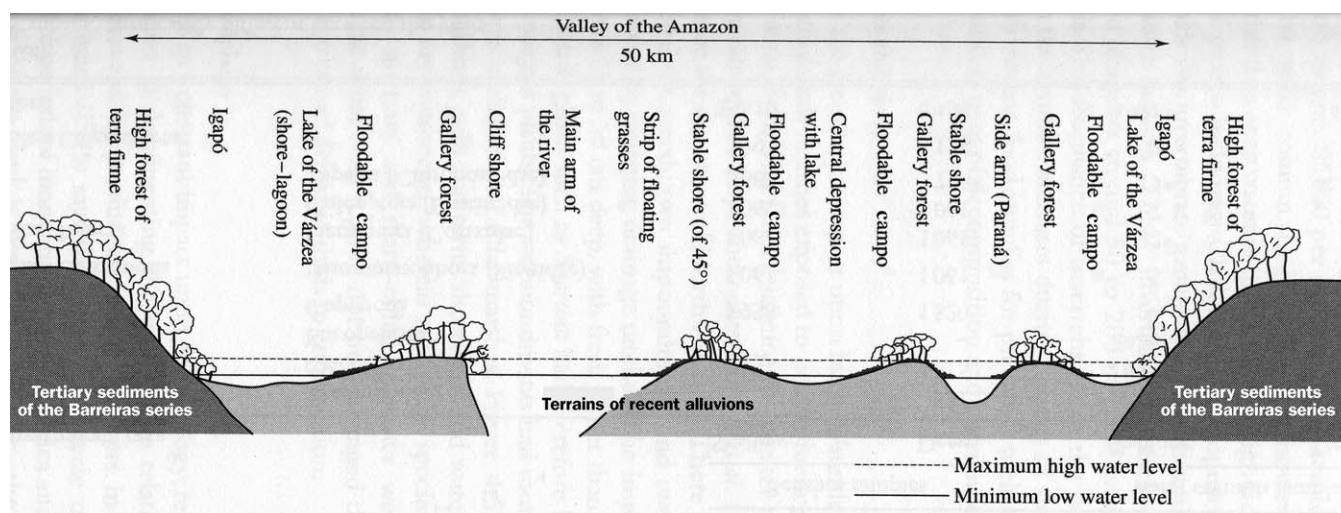 Valley of the Amazon
50 km
High forest of
terra firme
Igapó
Lake of the Várzea
(shore–lagoon)
Floodable campo
Gallery forest
Cliff shore
Main arm of
the river
Strip of floating
grasses
Stable shore (of 45°)
Gallery forest
Floodable campo
Central depression
with lake
Floodable campo
Gallery forest
Stable shore
Side arm (Paraná)
Gallery forest
Floodable campo
Lake of the Várzea
Igapó
High forest of
terra firme
Tertiary sediments
of the Barreiras series
Terrains of recent alluvions
Tertiary sediments
of the Barreiras series
Maximum high water level
Minimum low water level